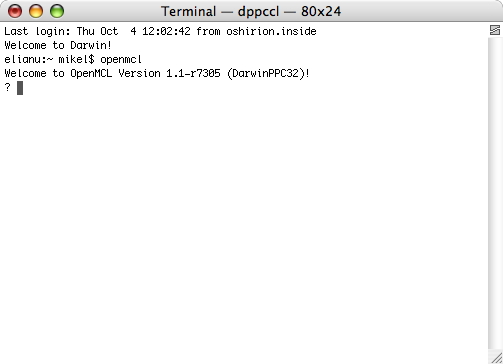 Terminal — dppccl — 80x24
Last login: Thu Oct  4 12:02:42 from oshirion.inside
Welcome to Darwin!
elianu:~ mikel$ openmcl
Welcome to OpenMCL Version 1.1-r7305 (DarwinPPC32)!
?